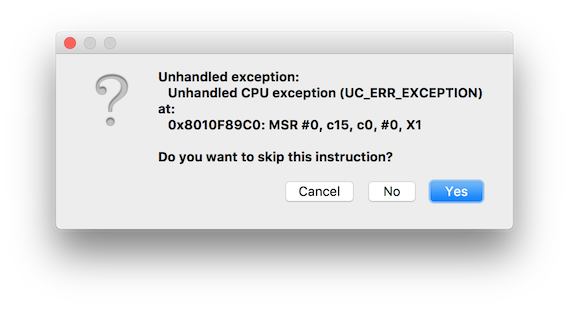 Unhandled exception:
Unhandled CPU exception (UC_ERR_EXCEPTION)
at:
0x8010F89C0: MSR #0, c15, c0, #0, X1
Do you want to skip this instruction?
Cancel No Yes